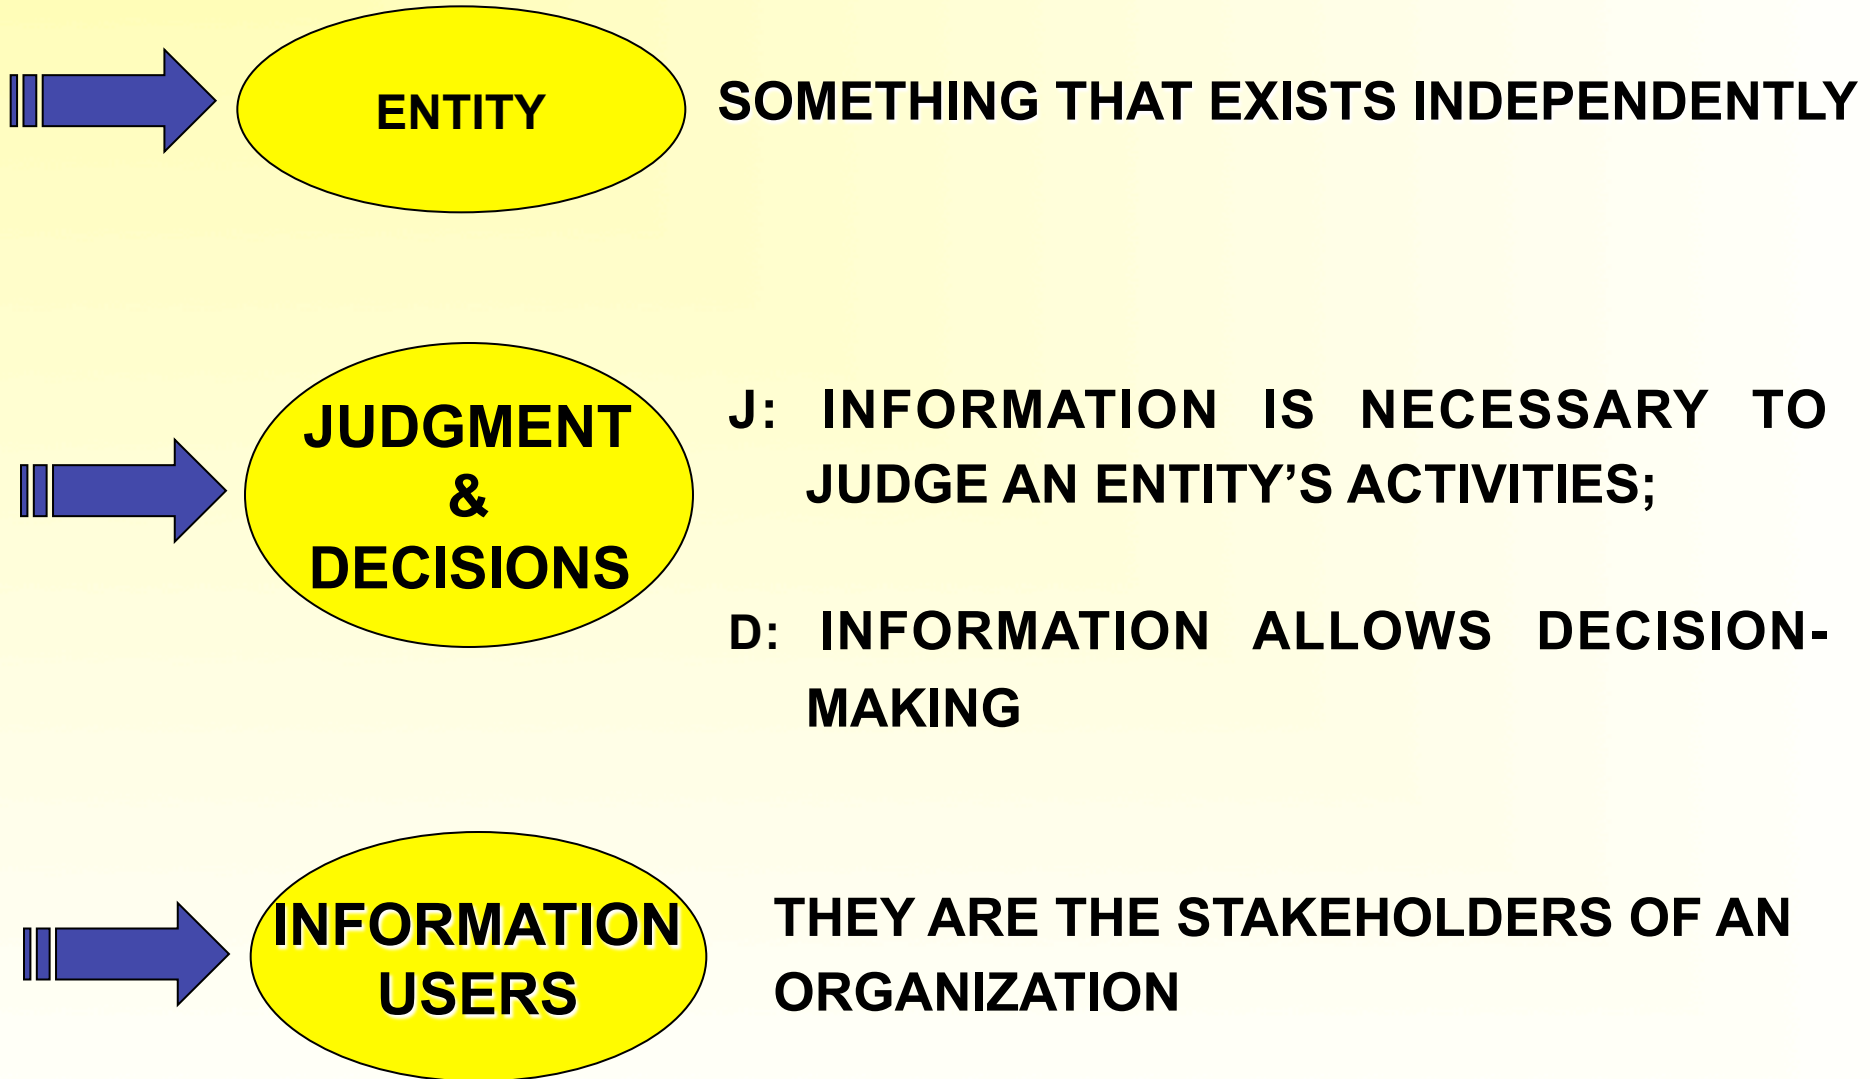 ENTITY
SOMETHING THAT EXISTS INDEPENDENTLY
JUDGMENT
&
DECISIONS
J: INFORMATION IS NECESSARY TO
JUDGE AN ENTITY’S ACTIVITIES;
D: INFORMATION ALLOWS DECISION-
MAKING
INFORMATION
USERS
THEY ARE THE STAKEHOLDERS OF AN
ORGANIZATION